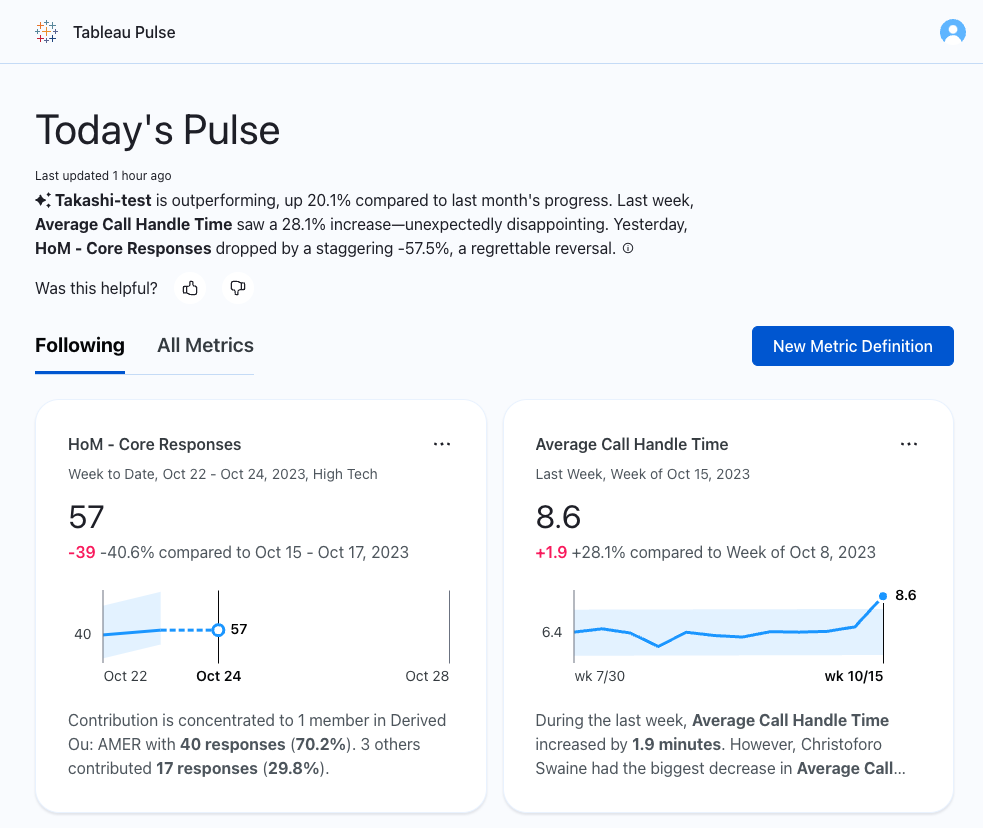 Tableau Pulse
Today's Pulse
Last updated 1 hour ago
Takashi-test is outperforming, up 20.1% compared to last month's progress. Last week,
Average Call Handle Time saw a 28.1% increase—unexpectedly disappointing. Yesterday,
HoM - Core Responses dropped by a staggering -57.5%, a regrettable reversal.
Was this helpful?
Following
All Metrics
New Metric Definition
HoM - Core Responses
Week to Date, Oct 22 - Oct 24, 2023, High Tech
57
-39 -40.6% compared to Oct 15 - Oct 17, 2023
40
57
Oct 22
Oct 24
Oct 28
Contribution is concentrated to 1 member in Derived
Ou: AMER with 40 responses (70.2%). 3 others
contributed 17 responses (29.8%).
Average Call Handle Time
Last Week, Week of Oct 15, 2023
8.6
+1.9 +28.1% compared to Week of Oct 8, 2023
8.6
6.4
wk 7/30
wk 10/15
During the last week, Average Call Handle Time
increased by 1.9 minutes. However, Christoforo
Swaine had the biggest decrease in Average Call...